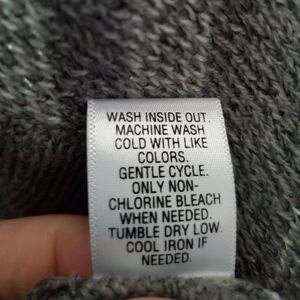 WASH INSIDE OUT.
MACHINE WASH
COLD WITH LIKE
COLORS.
GENTLE CYCLE.
ONLY NON-
CHLORINE BLEACH
WHEN NEEDED.
TUMBLE DRY LOW.
COOL IRON IF
NEEDED.